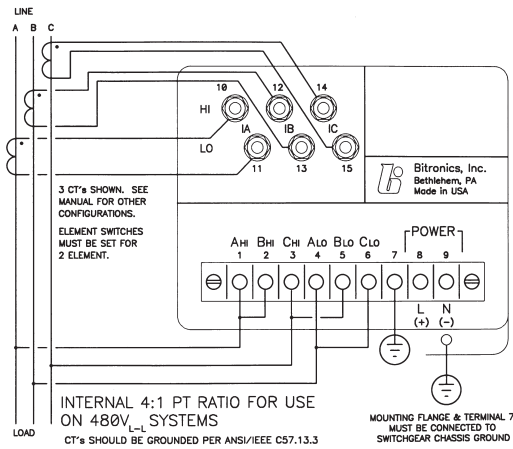 LINE
A B C
10 12 14
HI
IA IB IC
LO
11 13 15
3 CT's SHOWN. SEE
MANUAL FOR OTHER
CONFIGURATIONS.
ELEMENT SWITCHES
MUST BE SET FOR
2 ELEMENT.
Bitronics, Inc.
Bethlehem, PA
Made in USA
POWER
AHI BHI CHI ALO BLO CLO
1 2 3 4 5 6 7 8 9
L N
(+) (-)
INTERNAL 4:1 PT RATIO FOR USE
ON 480V L-L SYSTEMS
LOAD
CT's SHOULD BE GROUNDED PER ANSI/IEEE C57.13.3
MOUNTING FLANGE & TERMINAL 7
MUST BE CONNECTED TO
SWITCHGEAR CHASSIS GROUND